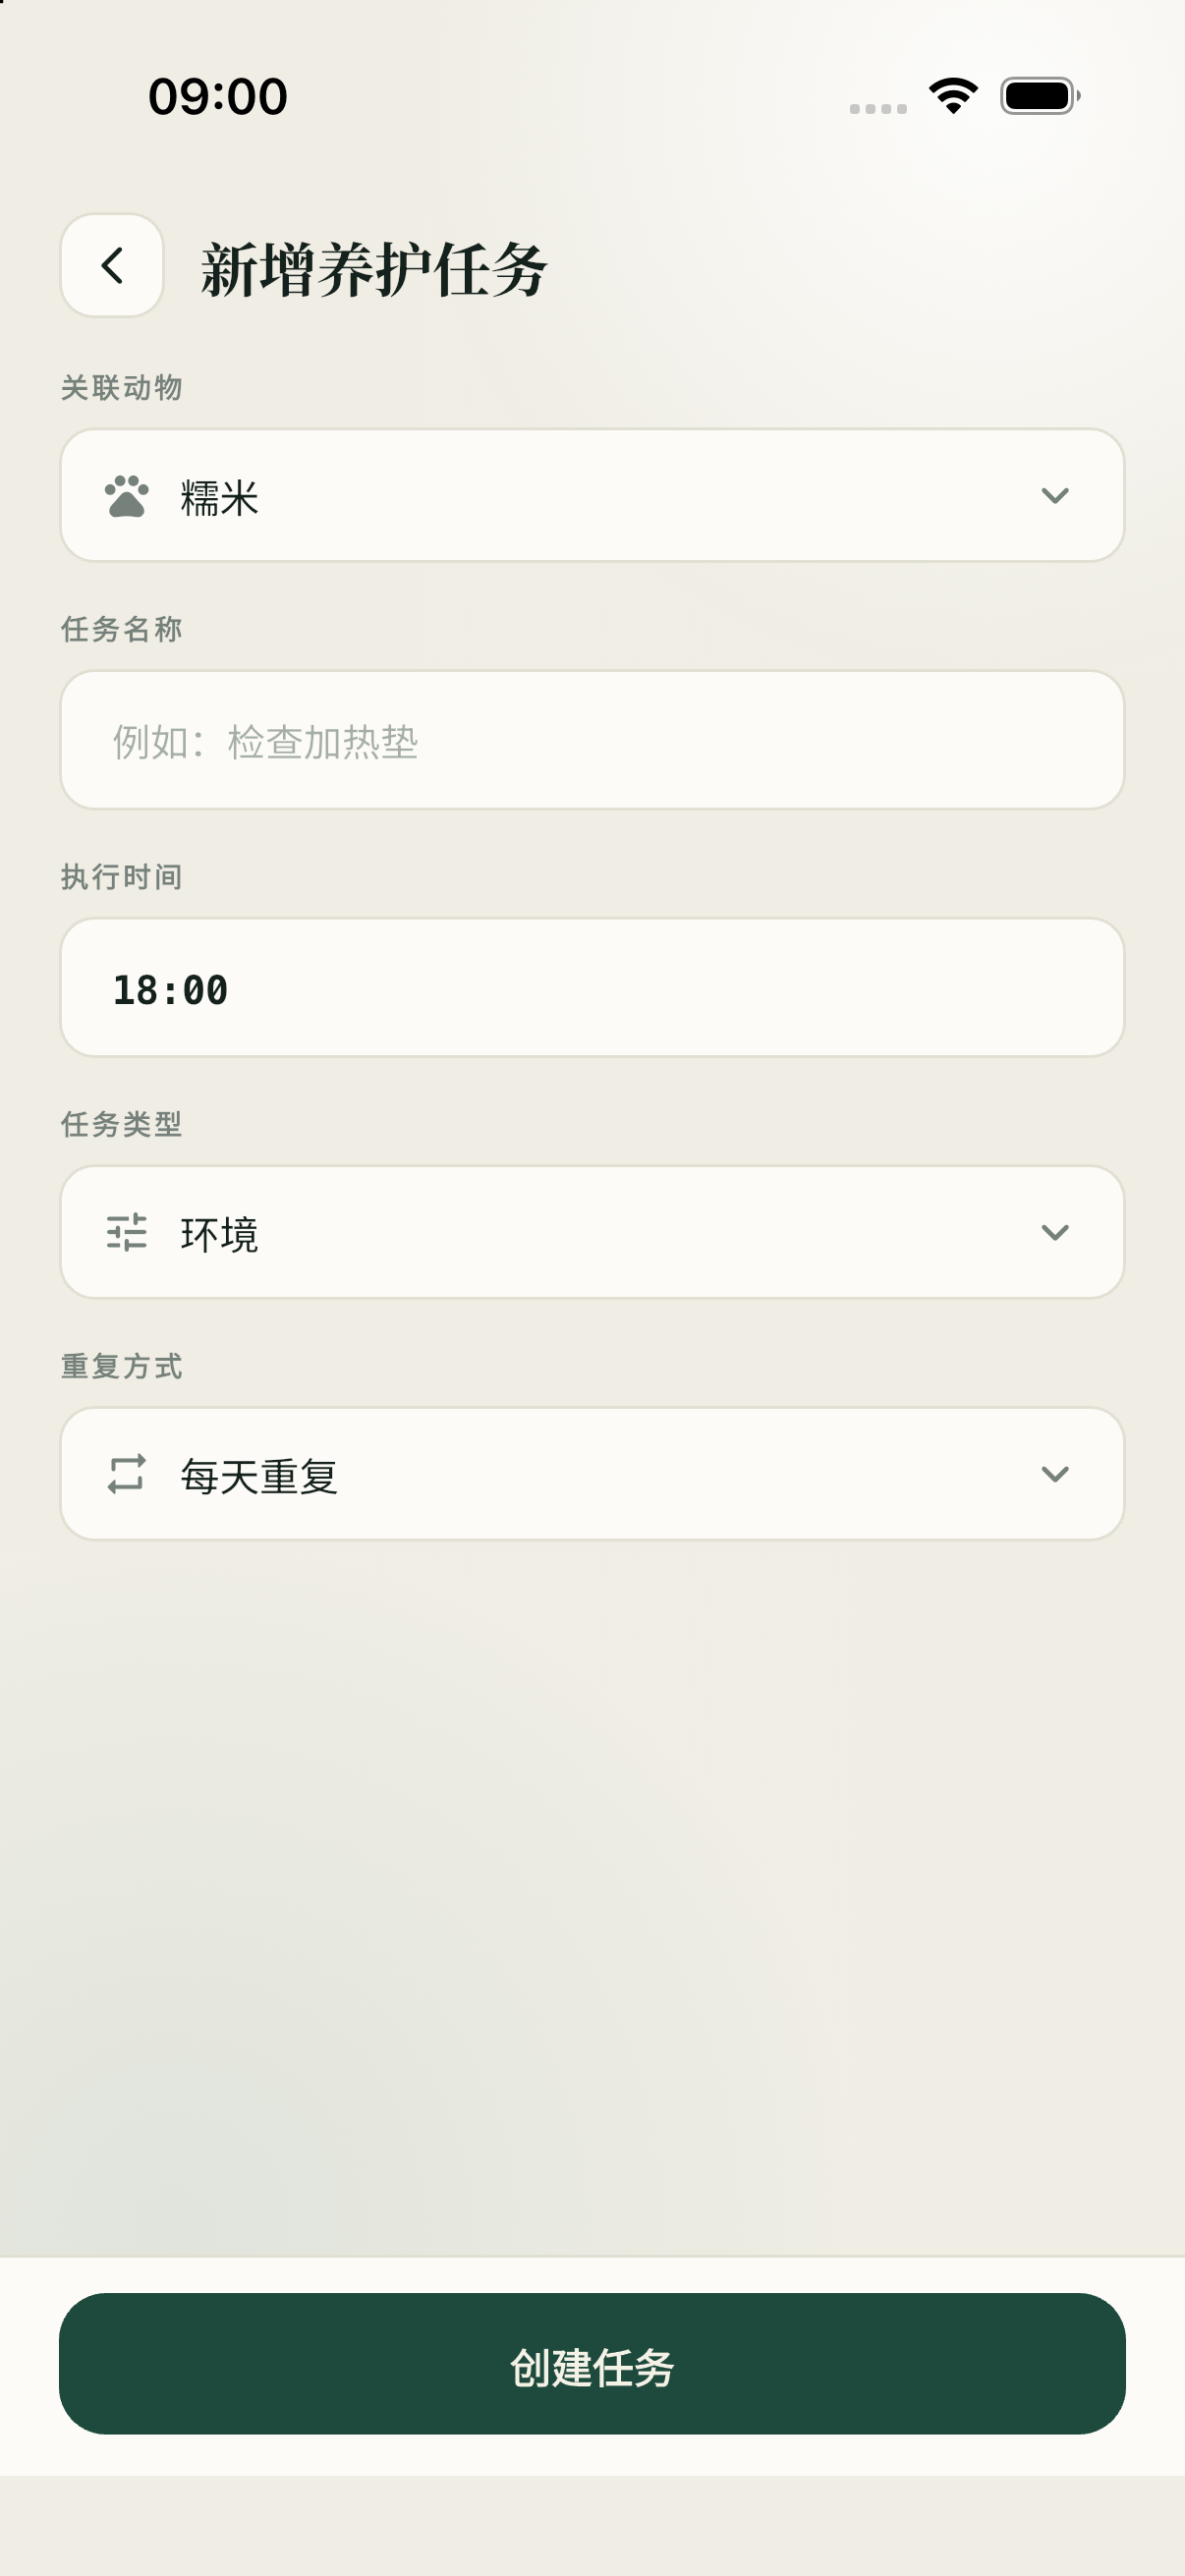 09:00
新增养护任务
关联动物
糯米
任务名称
例如：检查加热垫
执行时间
18:00
任务类型
环境
重复方式
每天重复
创建任务